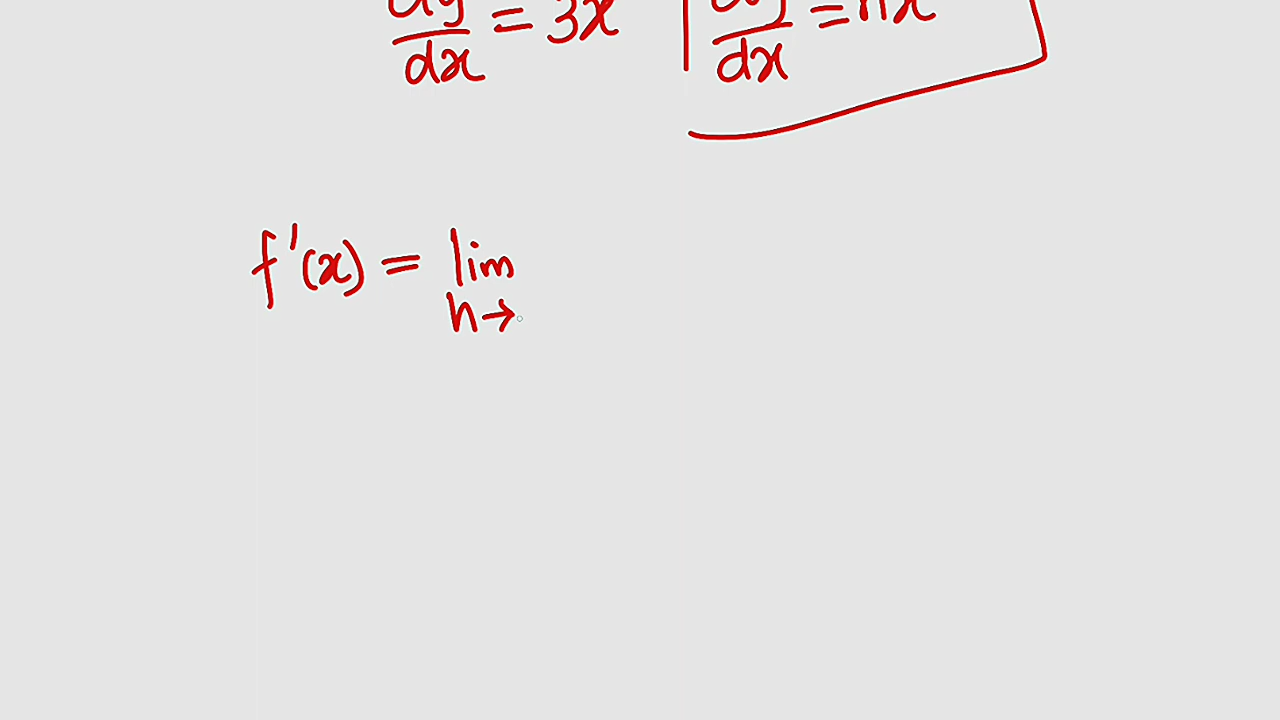 dy/dx = 3x | dy/dx = nx
f'(x) = lim
h→